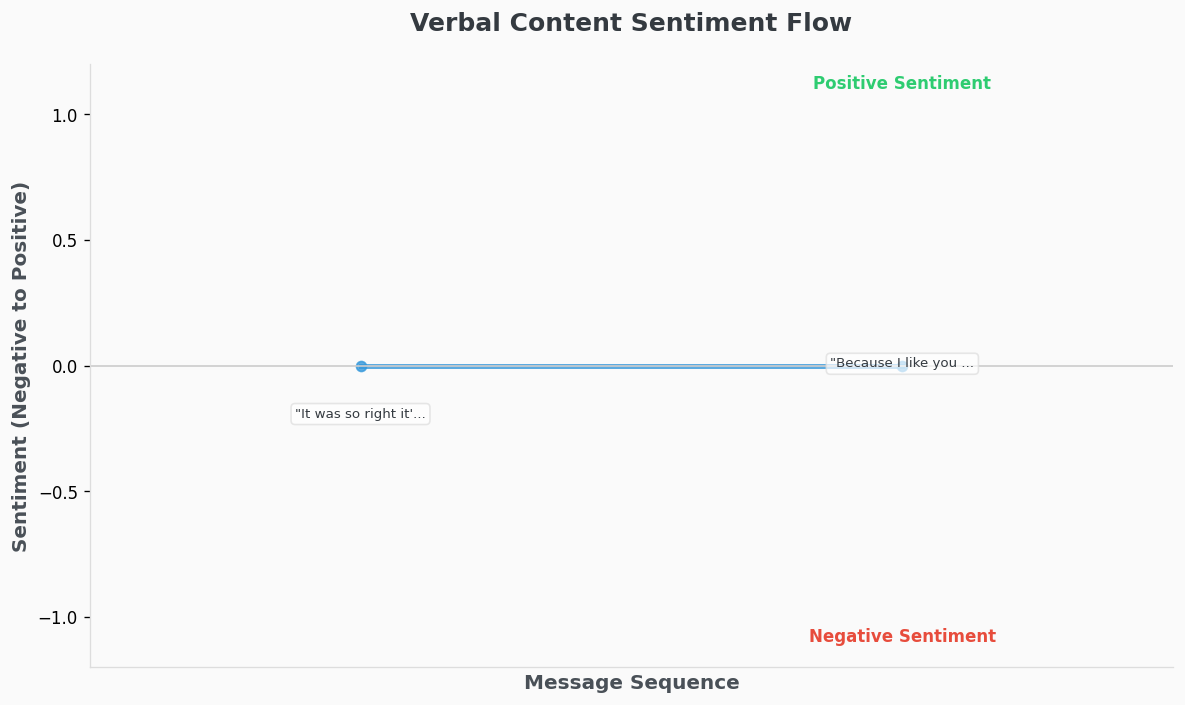 Verbal Content Sentiment Flow
Positive Sentiment
1.0
0.5
0.0
"Because I like you ...
"It was so right it'...
−0.5
−1.0
Negative Sentiment
Sentiment (Negative to Positive)
Message Sequence